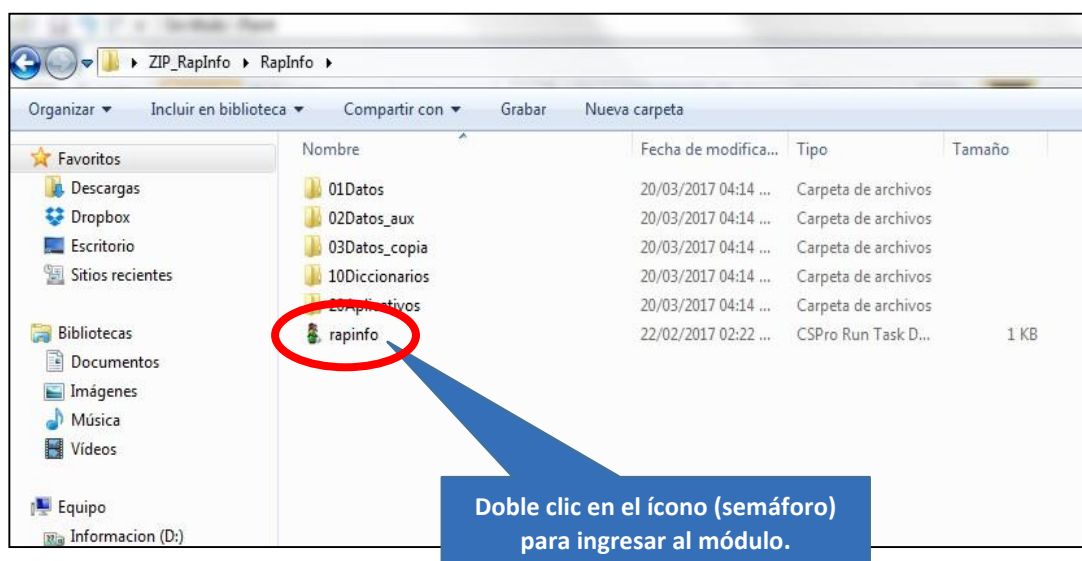 ZIP_RapInfo RapInfo
Organizar Incluir en biblioteca Compartir con Grabar Nueva carpeta
Favoritos
Descargas
Dropbox
Escritorio
Sitios recientes
Bibliotecas
Documentos
Imágenes
Música
Vídeos
Equipo
Informacion (D:)
Nombre Fecha de modifica... Tipo Tamaño
01Datos 20/03/2017 04:14 ... Carpeta de archivos
02Datos_aux 20/03/2017 04:14 ... Carpeta de archivos
03Datos_copia 20/03/2017 04:14 ... Carpeta de archivos
10Diccionarios 20/03/2017 04:14 ... Carpeta de archivos
20/03/2017 04:14 ... Carpeta de archivos
rapinfo 22/02/2017 02:22 ... CSPro Run Task D... 1 KB
Doble clic en el ícono (semáforo)
para ingresar al módulo.